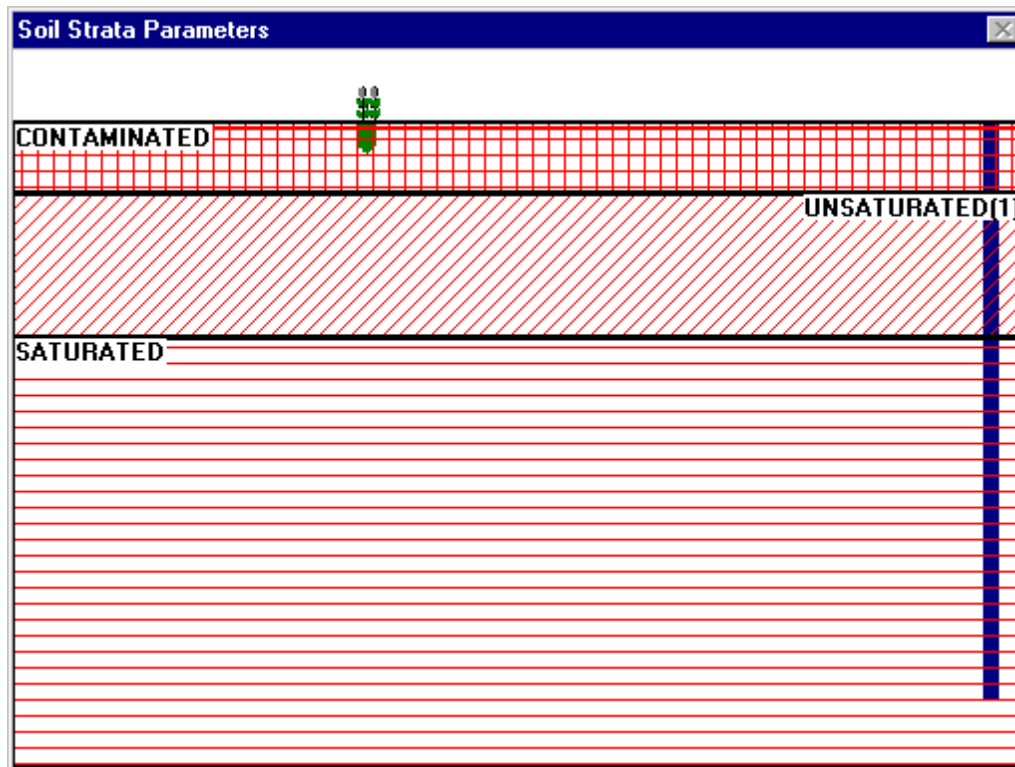 Soil Strata Parameters
CONTAMINATED
UNSATURATED(1)
SATURATED